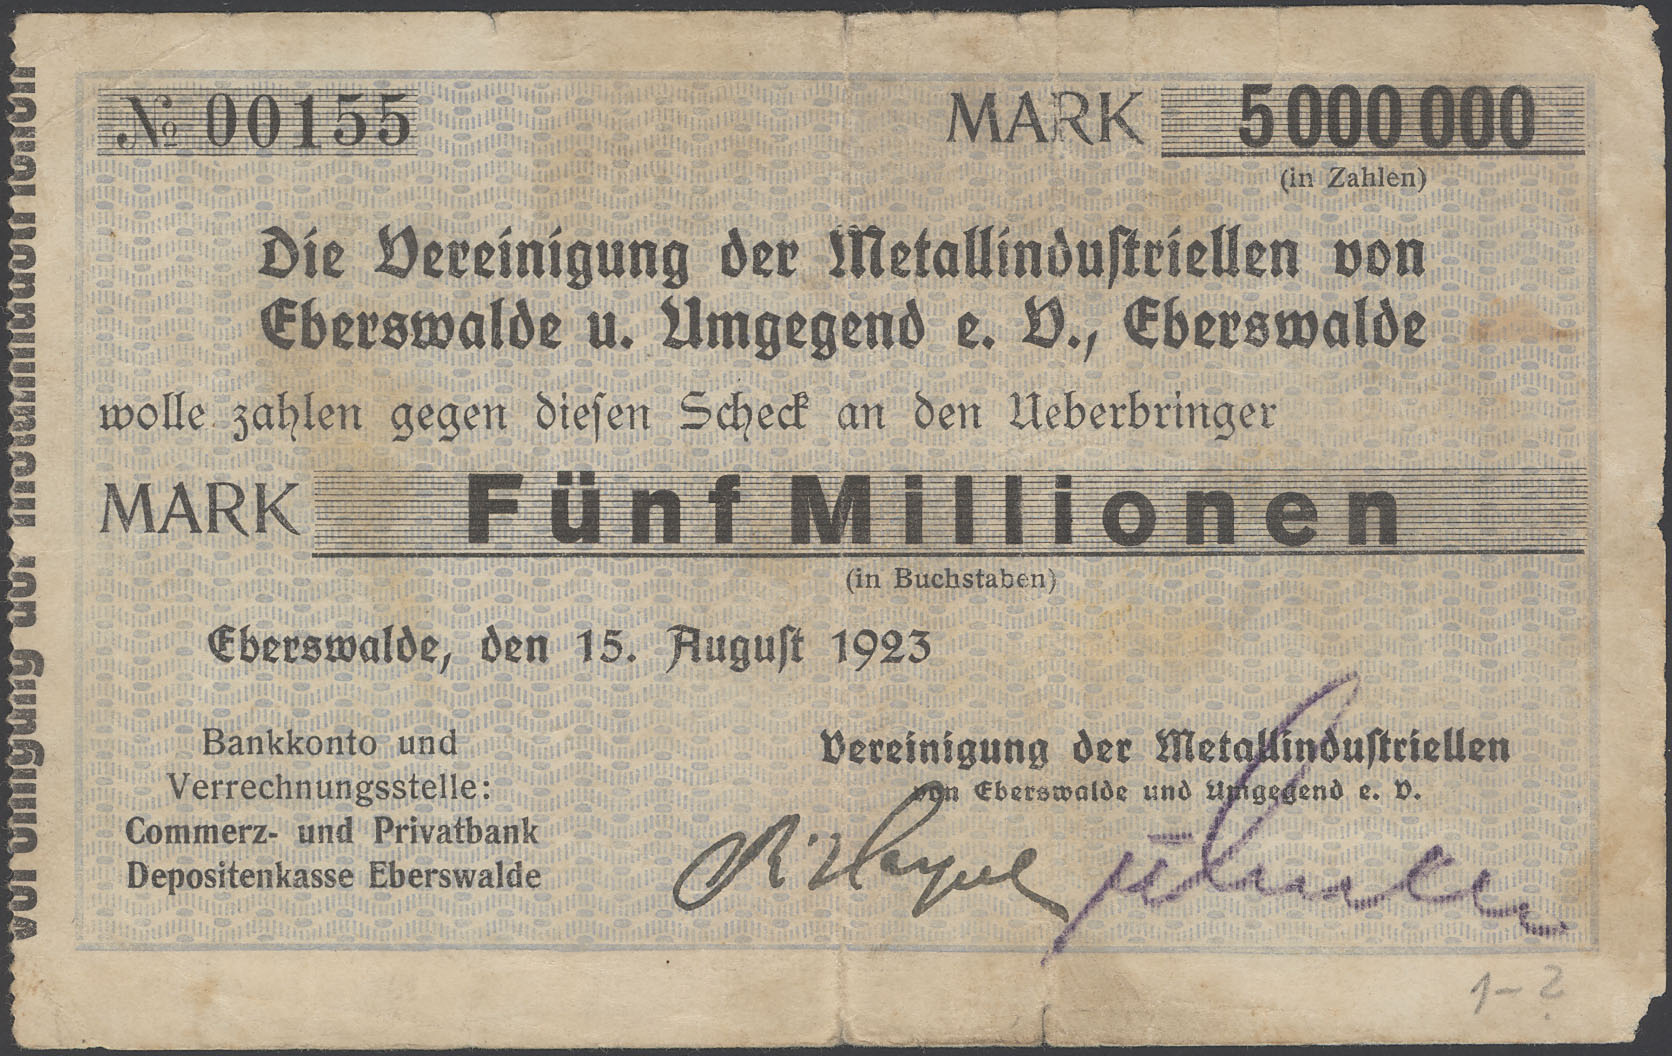 № 00155
MARK 5000000
(in Zahlen)
Die Vereinigung der Metallindustriellen von
Eberswalde u. Umgegend e. V., Eberswalde
wolle zahlen gegen diesen Scheck an den Ueberbringer
MARK Fünf Millionen
(in Buchstaben)
Eberswalde, den 15. August 1923
Bankkonto und
Verrechnungsstelle:
Commerz- und Privatbank
Depositenkasse Eberswalde
Vereinigung der Metallindustriellen
von Eberswalde und Umgegend e. V.
1-2